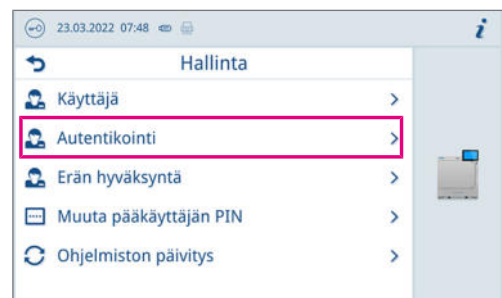 23.03.2022 07:48
Hallinta
Käyttäjä
Autentikointi
Erän hyväksyntä
Muuta pääkäyttäjän PIN
Ohjelmiston päivitys